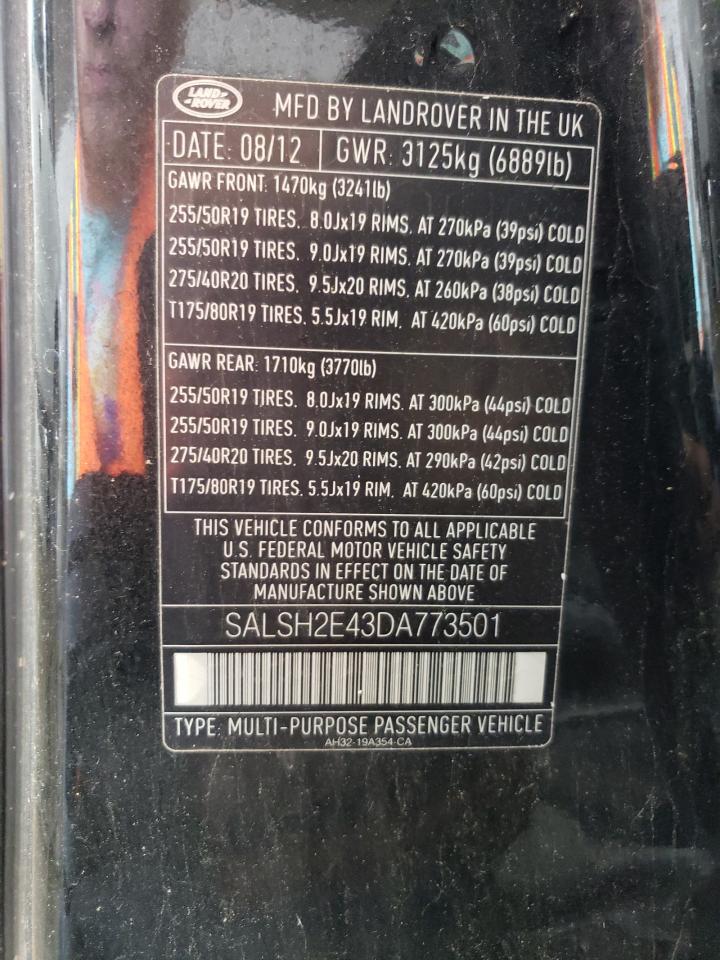 LAND ROVER
MFD BY LANDROVER IN THE UK
DATE: 08/12 GWR: 3125kg (6889lb)
GAWR FRONT: 1470kg (3241lb)
255/50R19 TIRES. 8.0Jx19 RIMS. AT 270kPa (39psi) COLD
255/50R19 TIRES. 9.0Jx19 RIMS. AT 270kPa (39psi) COLD
275/40R20 TIRES. 9.5Jx20 RIMS. AT 260kPa (38psi) COLD
T175/80R19 TIRES. 5.5Jx19 RIM. AT 420kPa (60psi) COLD
GAWR REAR: 1710kg (3770lb)
255/50R19 TIRES. 8.0Jx19 RIMS. AT 300kPa (44psi) COLD
255/50R19 TIRES. 9.0Jx19 RIMS. AT 300kPa (44psi) COLD
275/40R20 TIRES. 9.5Jx20 RIMS. AT 290kPa (42psi) COLD
T175/80R19 TIRES. 5.5Jx19 RIM. AT 420kPa (60psi) COLD
THIS VEHICLE CONFORMS TO ALL APPLICABLE
U.S. FEDERAL MOTOR VEHICLE SAFETY
STANDARDS IN EFFECT ON THE DATE OF
MANUFACTURE SHOWN ABOVE
SALSH2E43DA773501
TYPE: MULTI-PURPOSE PASSENGER VEHICLE
AH32-19A354-CA